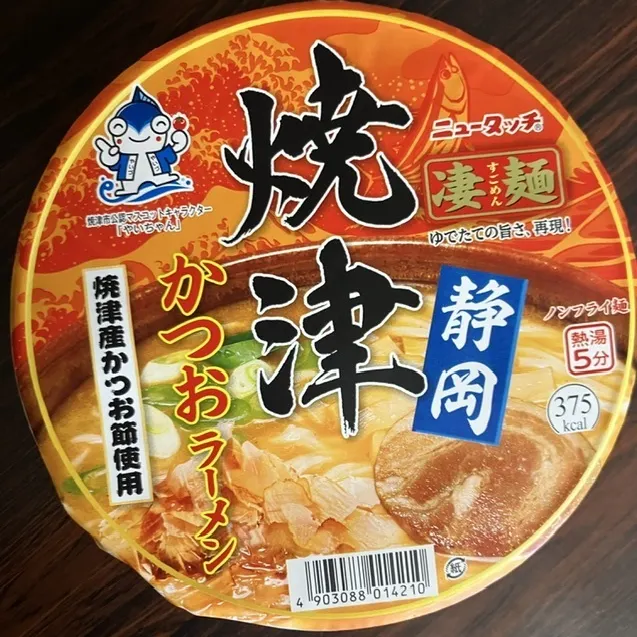 焼津
かつおラーメン
静岡
ニュータッチ®
凄麺
すごめん
ゆでたての旨さ、再現!
ノンフライ麺
熱湯
5分
375
kcal
焼津市公認マスコットキャラクター
「やいちゃん」
焼津産かつお節使用
4 903088 014210
紙